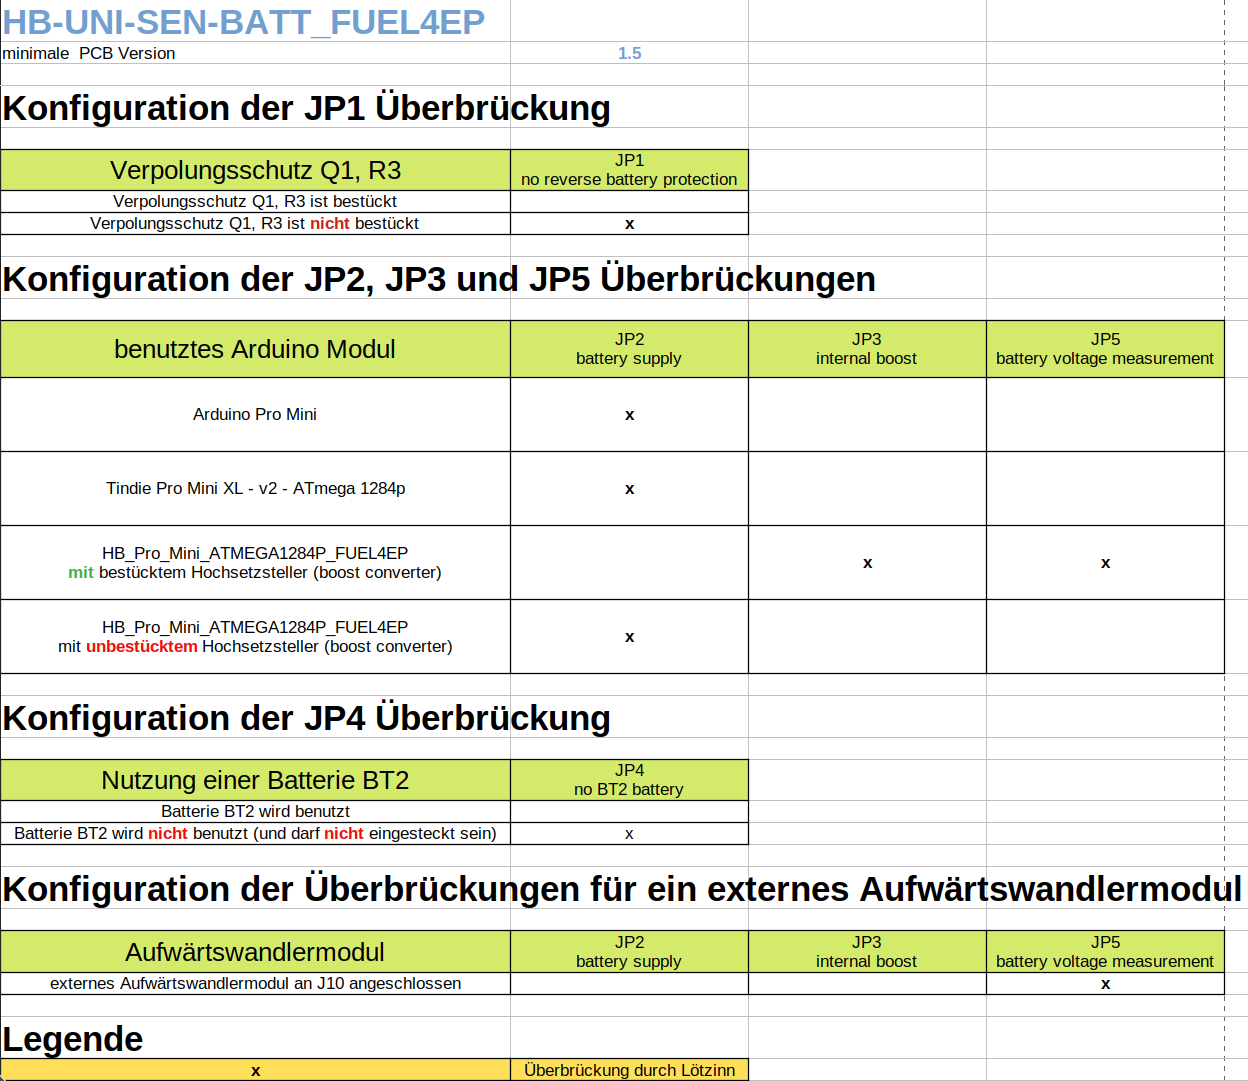 HB-UNI-SEN-BATT_FUEL4EP
minimale  PCB Version 1.5
Konfiguration der JP1 Überbrückung
Verpolungsschutz Q1, R3
JP1
no reverse battery protection
Verpolungsschutz Q1, R3 ist bestückt
Verpolungsschutz Q1, R3 ist nicht bestückt x
Konfiguration der JP2, JP3 und JP5 Überbrückungen
benutztes Arduino Modul
JP2
battery supply
JP3
internal boost
JP5
battery voltage measurement
Arduino Pro Mini x
Tindie Pro Mini XL - v2 - ATmega 1284p x
HB_Pro_Mini_ATMEGA1284P_FUEL4EP
mit bestücktem Hochsetzsteller (boost converter)
x x
HB_Pro_Mini_ATMEGA1284P_FUEL4EP
mit unbestücktem Hochsetzsteller (boost converter)
x
Konfiguration der JP4 Überbrückung
Nutzung einer Batterie BT2
JP4
no BT2 battery
Batterie BT2 wird benutzt
Batterie BT2 wird nicht benutzt (und darf nicht eingesteckt sein) x
Konfiguration der Überbrückungen für ein externes Aufwärtswandlermodul
Aufwärtswandlermodul
JP2
battery supply
JP3
internal boost
JP5
battery voltage measurement
externes Aufwärtswandlermodul an J10 angeschlossen x
Legende
x Überbrückung durch Lötzinn